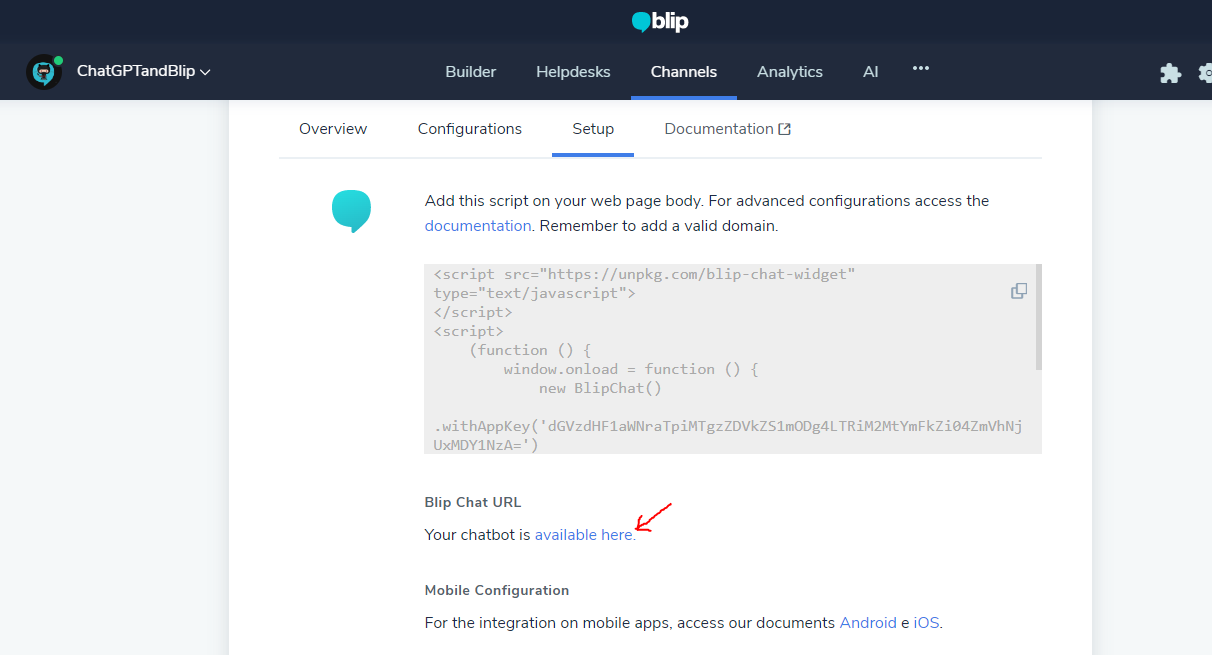 blip
ChatGPTandBlip
Builder
Helpdesks
Channels
Analytics
AI
...
Overview
Configurations
Setup
Documentation
Add this script on your web page body. For advanced configurations access the
documentation. Remember to add a valid domain.
<script src="https://unpkg.com/blip-chat-widget"
type="text/javascript">
</script>
<script>
    (function () {
        window.onload = function () {
            new BlipChat()
.withAppKey('dGVzdHF1aWNraTpiMTgzZDVkZS1mODg4LTRiM2MtYmFkZi04ZmVhNj
UxMDY1NzA=')
Blip Chat URL
Your chatbot is available here.
Mobile Configuration
For the integration on mobile apps, access our documents Android e iOS.